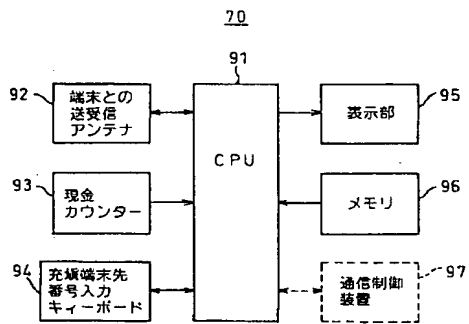 70
91
92
端末との
送受信
アンテナ
93
現金
カウンター
94
充填端末先
番号入力
キィーボード
CPU
95
表示部
96
メモリ
97
通信制御
装置